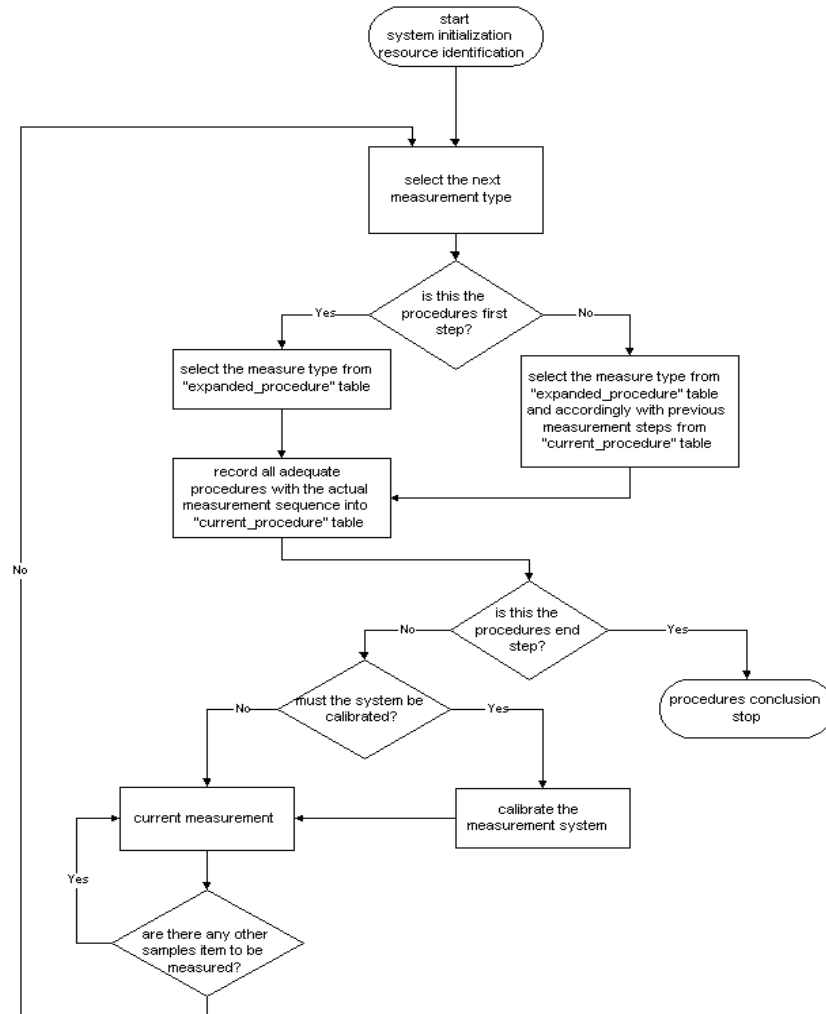 start
system initialization
resource identification
select the next
measurement type
is this the
procedures first
step?
Yes
No
select the measure type from
"expanded_procedure" table
select the measure type from
"expanded_procedure" table
and accordingly with previous
measurement steps from
"current_procedure" table
record all adequate
procedures with the actual
measurement sequence into
"current_procedure" table
No
is this the
procedures end
step?
No
Yes
must the system be
calibrated?
No
Yes
procedures conclusion
stop
current measurement
calibrate the
measurement system
Yes
are there any other
samples item to be
measured?